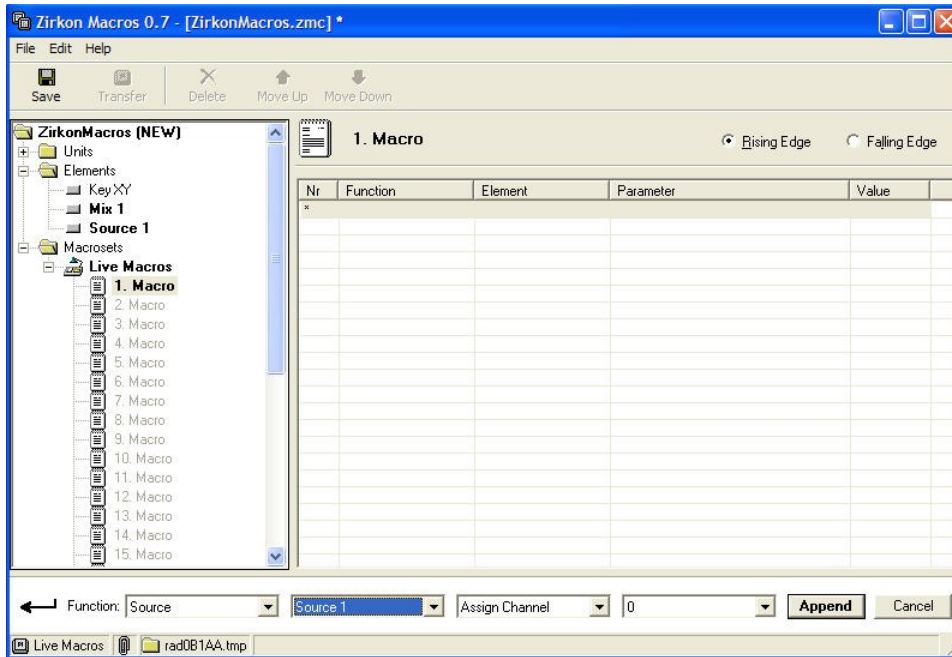 Zirkon Macros 0.7 - [ZirkonMacros.zmc] *
File Edit Help
Save Transfer Delete Move Up Move Down
ZirkonMacros (NEW)
Units
Elements
Key XY
Mix 1
Source 1
Macrosets
Live Macros
1. Macro
2. Macro
3. Macro
4. Macro
5. Macro
6. Macro
7. Macro
8. Macro
9. Macro
10. Macro
11. Macro
12. Macro
13. Macro
14. Macro
15. Macro
1. Macro Rising Edge Falling Edge
Nr Function Element Parameter Value
*
Function: Source Source 1 Assign Channel 0 Append Cancel
Live Macros rad0B1AA.tmp